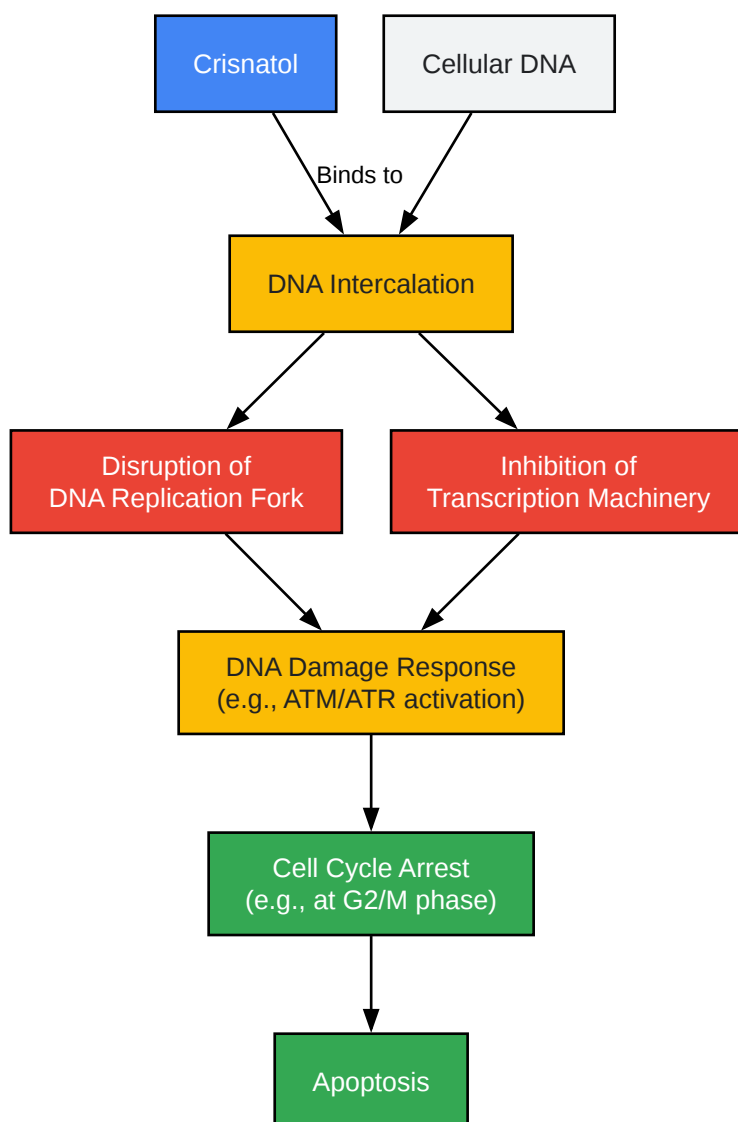 Crisnatol
Cellular DNA
Binds to
DNA Intercalation
Disruption of
DNA Replication Fork
Inhibition of
Transcription Machinery
DNA Damage Response
(e.g., ATM/ATR activation)
Cell Cycle Arrest
(e.g., at G2/M phase)
Apoptosis